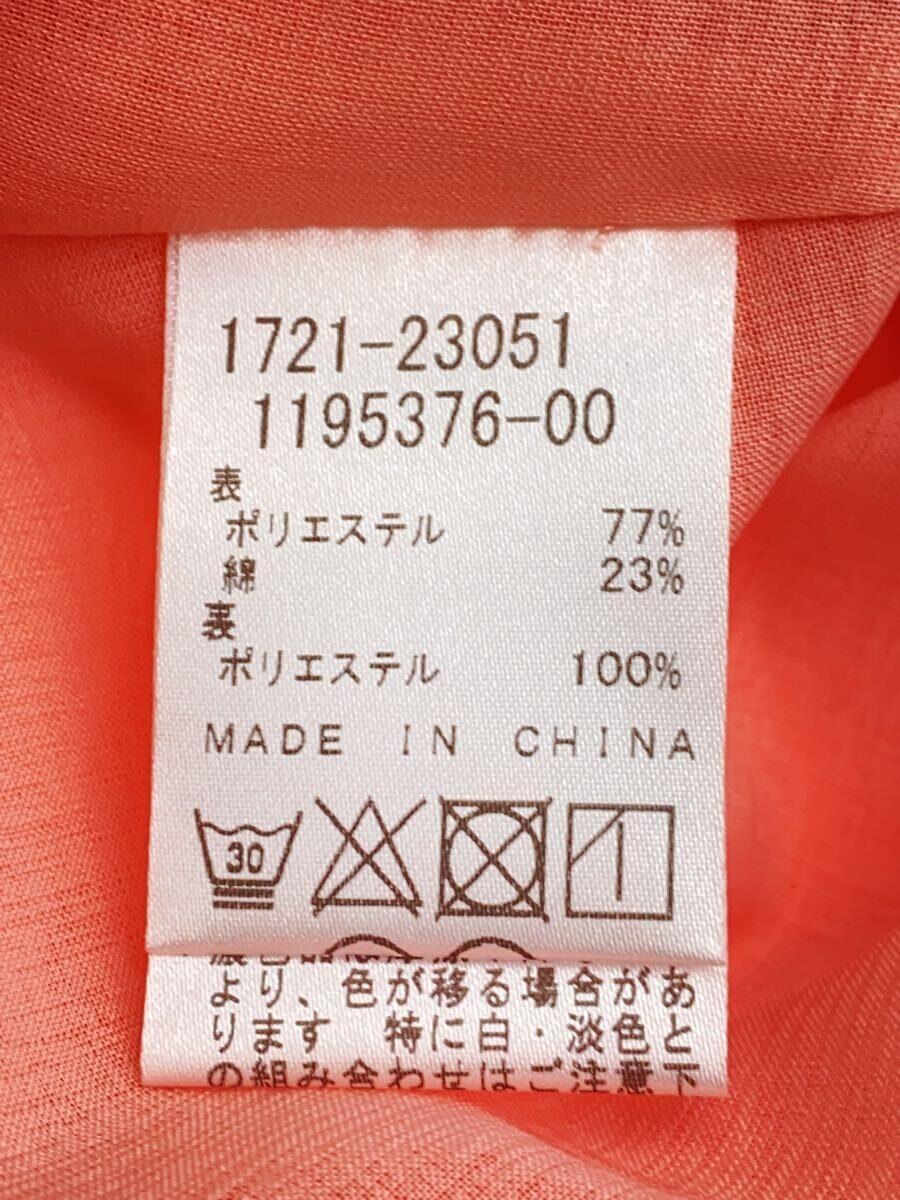 1721-23051
1195376-00
表
ポリエステル 77%
綿 23%
裏
ポリエステル 100%
MADE IN CHINA
30
より、色が移る場合があ
ります 特に白・淡色と
の組み合わせはご注意下